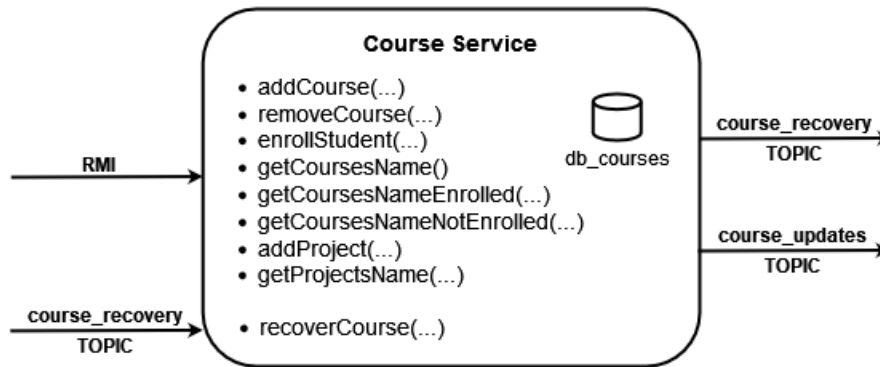 Course Service
• addCourse(...)
• removeCourse(...)
• enrollStudent(...)
• getCoursesName()
• getCoursesNameEnrolled(...)
• getCoursesNameNotEnrolled(...)
• addProject(...)
• getProjectsName(...)
• recoverCourse(...)
db_courses
RMI
course_recovery
TOPIC
course_recovery
TOPIC
course_updates
TOPIC